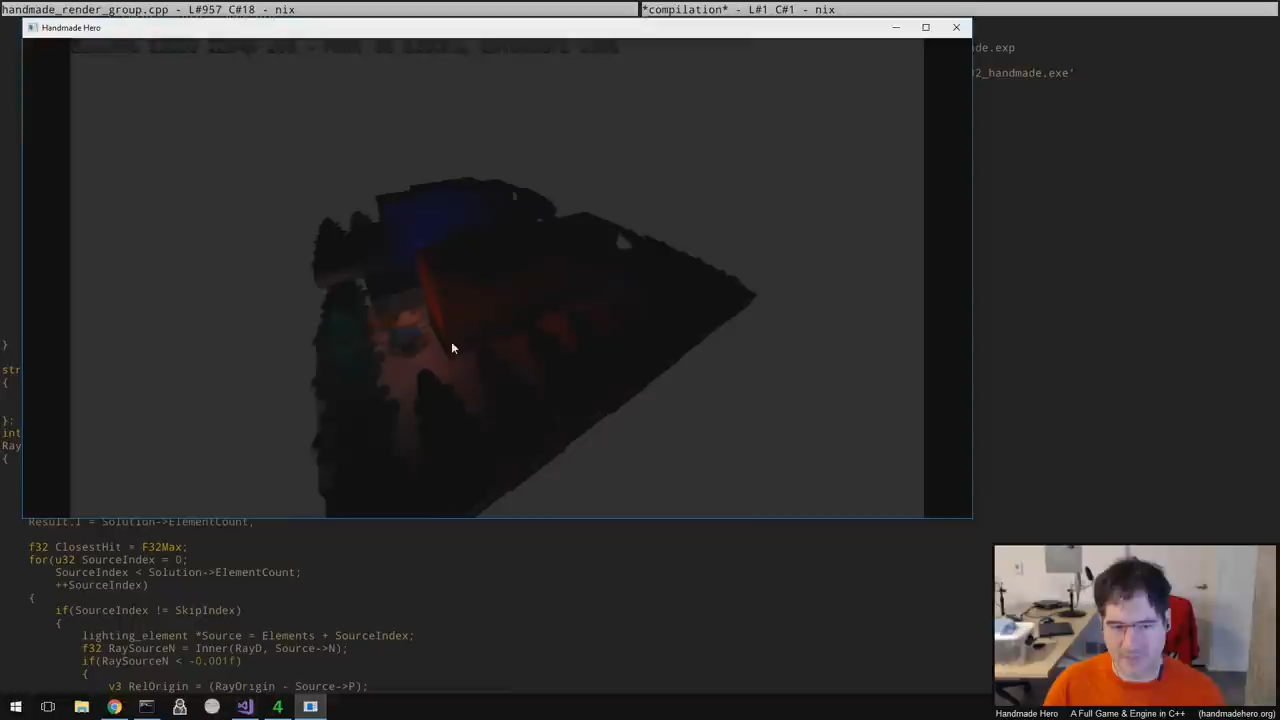 handmade_render_group.cpp - L#957 C#18 - nix
*compilation* - L#1 C#1 - nix
Handmade Hero
de.exp
2_handmade.exe'
}
str
{
};
int
Ray
{
Result.I = Solution->ElementCount;
f32 ClosestHit = F32Max;
for(u32 SourceIndex = 0;
SourceIndex < Solution->ElementCount;
++SourceIndex)
{
if(SourceIndex != SkipIndex)
{
lighting_element *Source = Elements + SourceIndex;
f32 RaySourceN = Inner(RayD, Source->N);
if(RaySourceN < -0.001f)
{
v3 RelOrigin = (RayOrigin - Source->P);
4
Handmade Hero A Full Game & Engine in C++ (handmadehero.org)